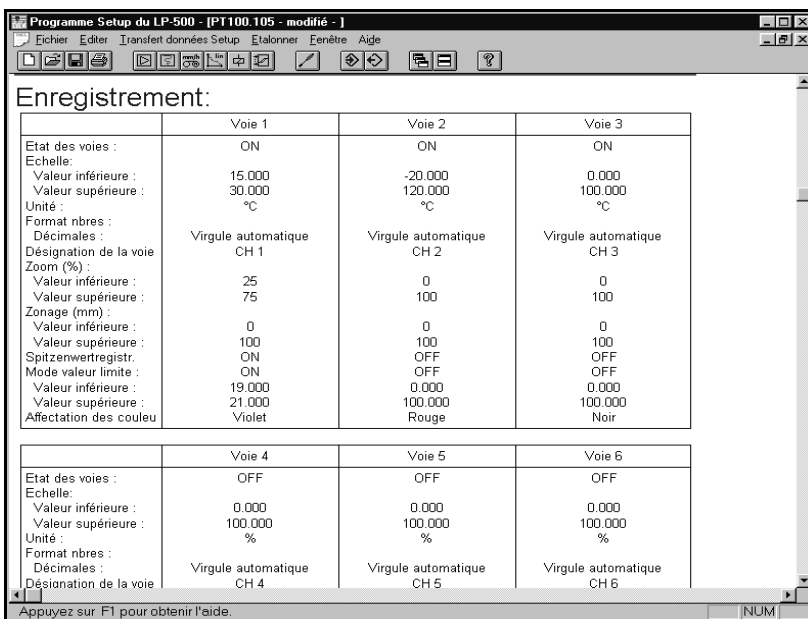 Programme Setup du LP-500 - [PT100.105 - modifié - ]
Fichier Editer Transfert données Setup Etalonner Fenêtre Aide
Enregistrement:
Voie 1 Voie 2 Voie 3
Etat des voies : ON ON ON
Echelle:
Valeur inférieure : 15.000 -20.000 0.000
Valeur supérieure : 30.000 120.000 100.000
Unité : °C °C °C
Format nbres :
Décimales : Virgule automatique Virgule automatique Virgule automatique
Désignation de la voie CH 1 CH 2 CH 3
Zoom (%) :
Valeur inférieure : 25 0 0
Valeur supérieure : 75 100 100
Zonage (mm) :
Valeur inférieure : 0 0 0
Valeur supérieure : 100 100 100
Spitzenwertregistr. ON OFF OFF
Mode valeur limite : ON OFF OFF
Valeur inférieure : 19.000 0.000 0.000
Valeur supérieure : 21.000 100.000 100.000
Affectation des couleu Violet Rouge Noir
Voie 4 Voie 5 Voie 6
Etat des voies : OFF OFF OFF
Echelle:
Valeur inférieure : 0.000 0.000 0.000
Valeur supérieure : 100.000 100.000 100.000
Unité : % % %
Format nbres :
Décimales : Virgule automatique Virgule automatique Virgule automatique
Désignation de la voie CH 4 CH 5 CH 6
Appuyez sur F1 pour obtenir l'aide. NUM